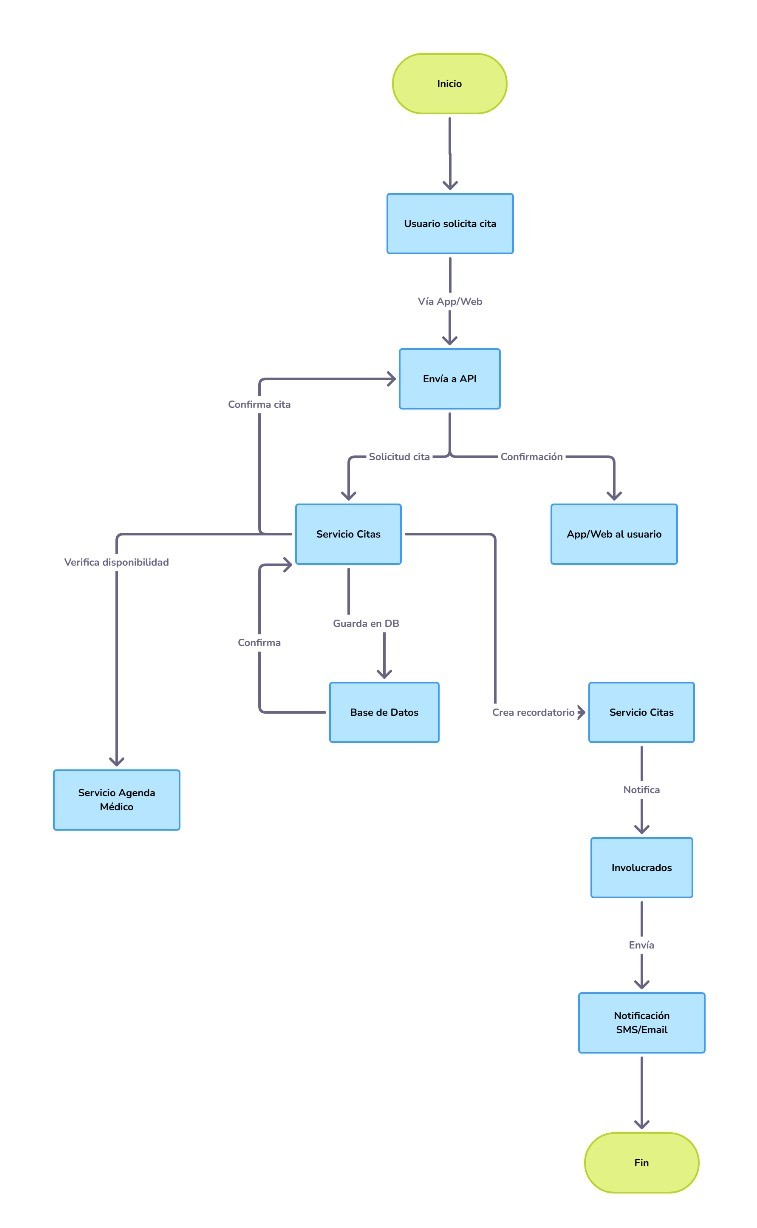 Inicio
Usuario solicita cita
Vía App/Web
Envía a API
Confirma cita
Solicitud cita
Confirmación
Servicio Citas
App/Web al usuario
Verifica disponibilidad
Guarda en DB
Confirma
Base de Datos
Crea recordatorio
Servicio Citas
Servicio Agenda
Médico
Notifica
Involucrados
Envía
Notificación
SMS/Email
Fin